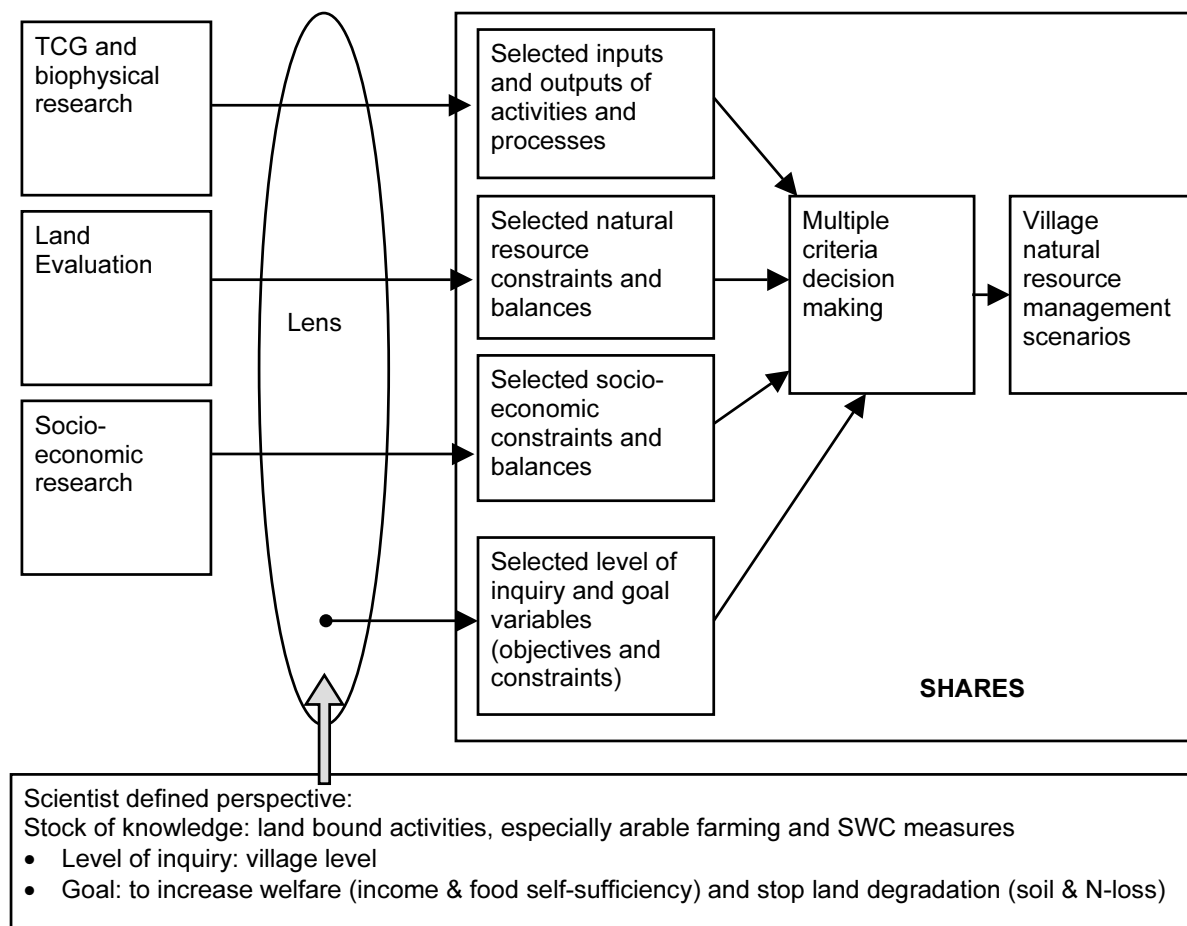 TCG and
biophysical
research
Land
Evaluation
Socio-
economic
research
Lens
Selected inputs
and outputs of
activities and
processes
Selected natural
resource
constraints and
balances
Selected socio-
economic
constraints and
balances
Selected level of
inquiry and goal
variables
(objectives and
constraints)
Multiple
criteria
decision
making
Village
natural
resource
management
scenarios
SHARES
Scientist defined perspective:
Stock of knowledge: land bound activities, especially arable farming and SWC measures
• Level of inquiry: village level
• Goal: to increase welfare (income & food self-sufficiency) and stop land degradation (soil & N-loss)